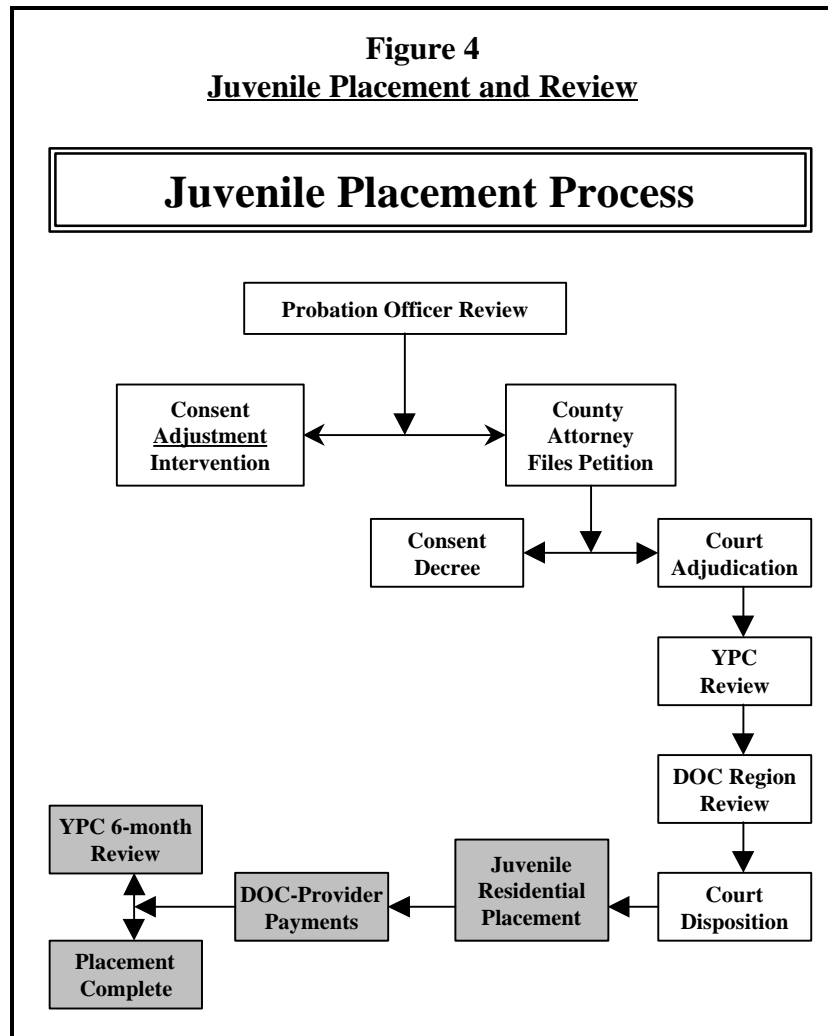 Figure 4
Juvenile Placement and Review
Juvenile Placement Process
Probation Officer Review
Consent
Adjustment
Intervention
County
Attorney
Files Petition
Consent
Decree
Court
Adjudication
YPC
Review
DOC Region
Review
YPC 6-month
Review
DOC-Provider
Payments
Juvenile
Residential
Placement
Court
Disposition
Placement
Complete